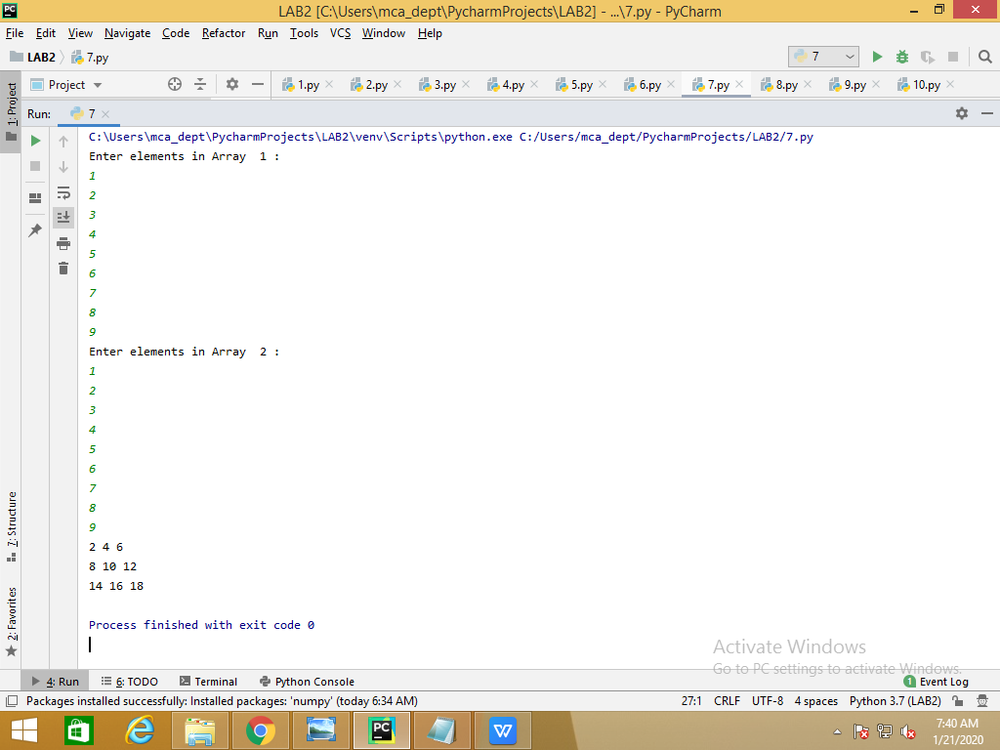 LAB2 [C:\Users\mca_dept\PycharmProjects\LAB2] - ...\7.py - PyCharm
File Edit View Navigate Code Refactor Run Tools VCS Window Help
LAB2 7.py 7
1: Project
Project 1.py 2.py 3.py 4.py 5.py 6.py 7.py 8.py 9.py 10.py
Run: 7
C:\Users\mca_dept\PycharmProjects\LAB2\venv\Scripts\python.exe C:/Users/mca_dept/PycharmProjects/LAB2/7.py
Enter elements in Array  1 :
1
2
3
4
5
6
7
8
9
Enter elements in Array  2 :
1
2
3
4
5
6
7
8
9
2 4 6
8 10 12
14 16 18
Process finished with exit code 0
7: Structure
2: Favorites
Activate Windows
Go to PC settings to activate Windows.
4: Run 6: TODO Terminal Python Console 1 Event Log
Packages installed successfully: Installed packages: 'numpy' (today 6:34 AM) 27:1 CRLF UTF-8 4 spaces Python 3.7 (LAB2)
PC W
7:40 AM
1/21/2020